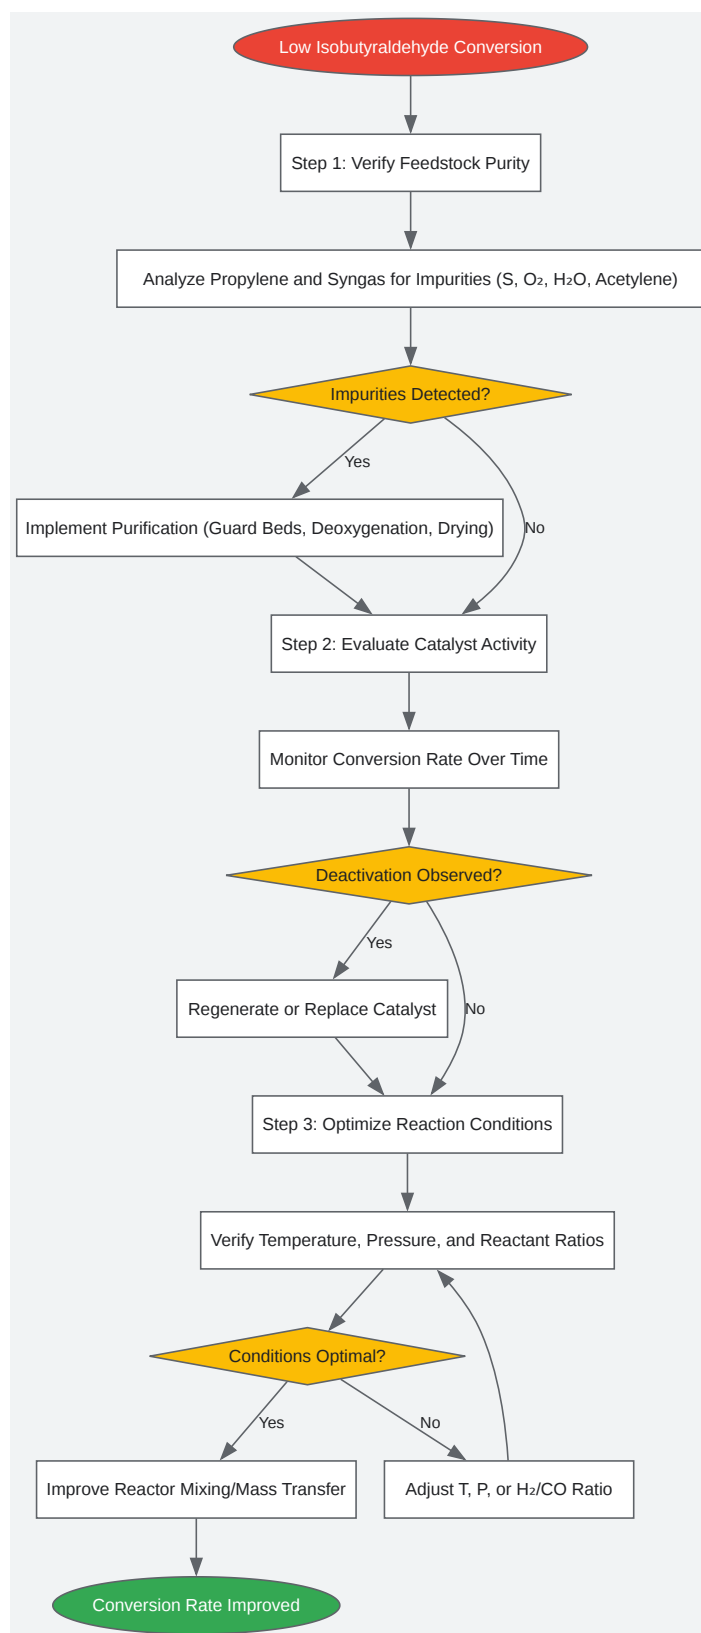 Low Isobutyraldehyde Conversion
Step 1: Verify Feedstock Purity
Analyze Propylene and Syngas for Impurities (S, O₂, H₂O, Acetylene)
Impurities Detected?
Yes
Implement Purification (Guard Beds, Deoxygenation, Drying)
No
Step 2: Evaluate Catalyst Activity
Monitor Conversion Rate Over Time
Deactivation Observed?
Yes
Regenerate or Replace Catalyst
No
Step 3: Optimize Reaction Conditions
Verify Temperature, Pressure, and Reactant Ratios
Conditions Optimal?
Yes
No
Improve Reactor Mixing/Mass Transfer
Adjust T, P, or H₂/CO Ratio
Conversion Rate Improved